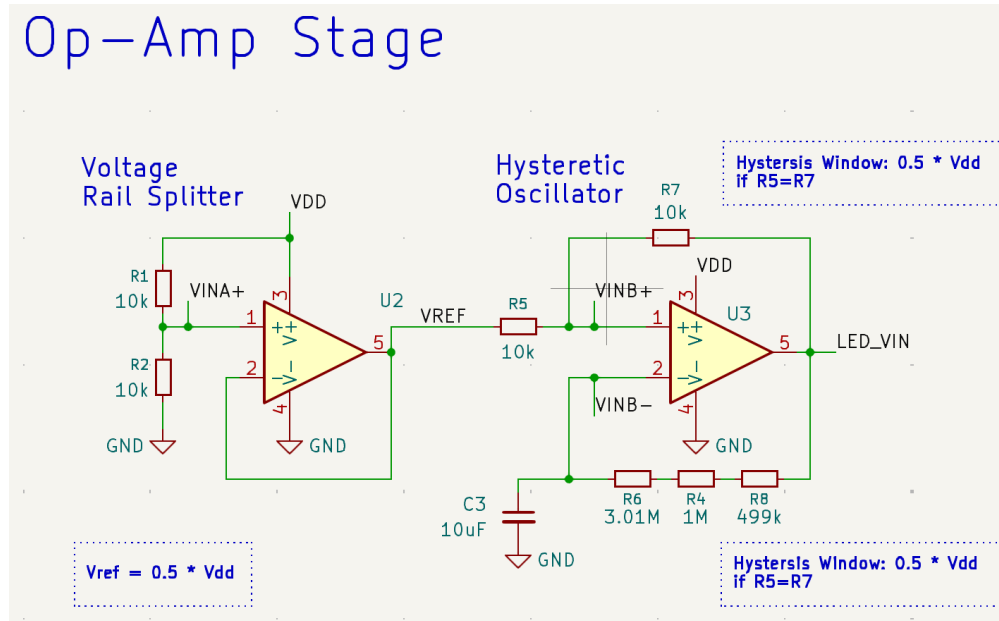 Op-Amp Stage
Voltage
Rail Splitter
Hysteretic
Oscillator
Hystersis Window: 0.5 * Vdd
if R5=R7
R7
10k
VDD
VDD
R1
10k
VINA+
3
U2
VREF
R5
10k
VINB+
3
U3
1
+
V+
5
1
+
V+
5
LED_VIN
R2
10k
2
-
V-
4
2
-
V-
4
VINB-
GND
GND
GND
C3
10uF
R6
3.01M
R4
1M
R8
499k
GND
Vref = 0.5 * Vdd
Hystersis Window: 0.5 * Vdd
if R5=R7